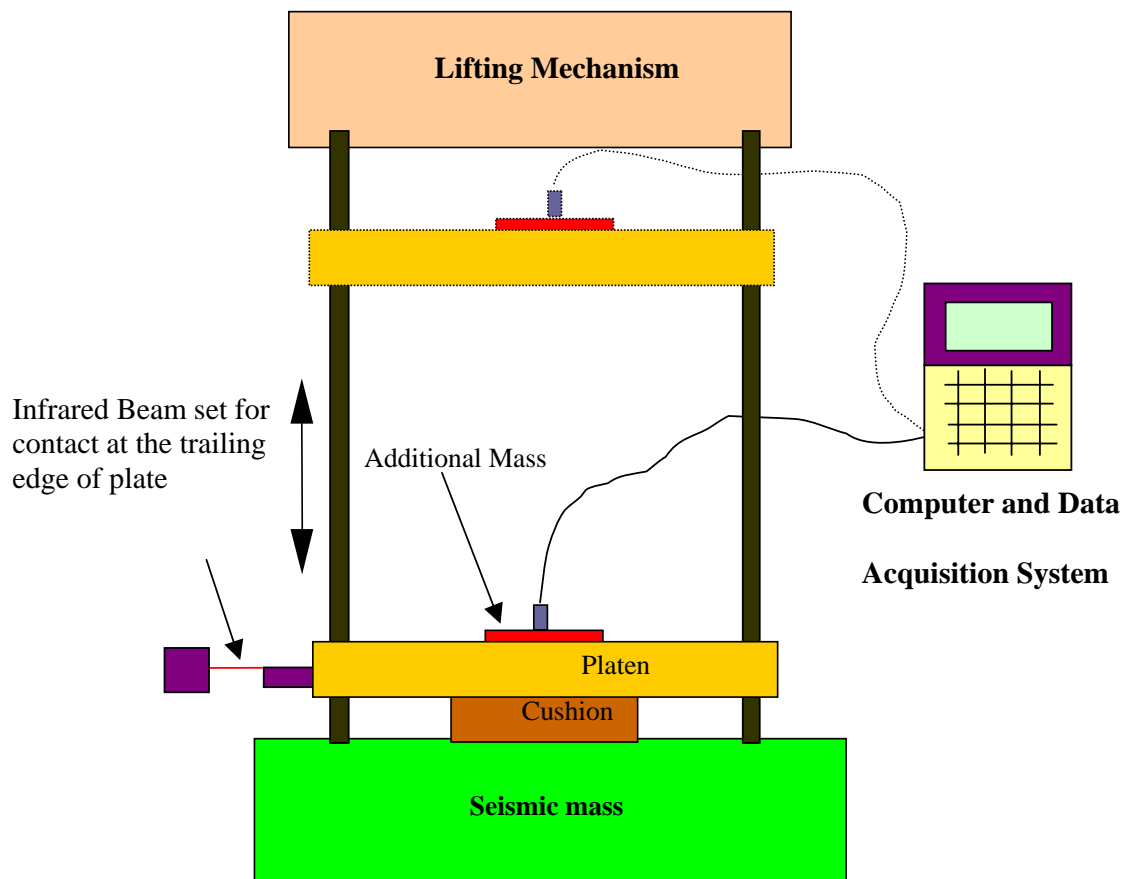 Lifting Mechanism
Infrared Beam set for
contact at the trailing
edge of plate
Additional Mass
Computer and Data
Acquisition System
Platen
Cushion
Seismic mass